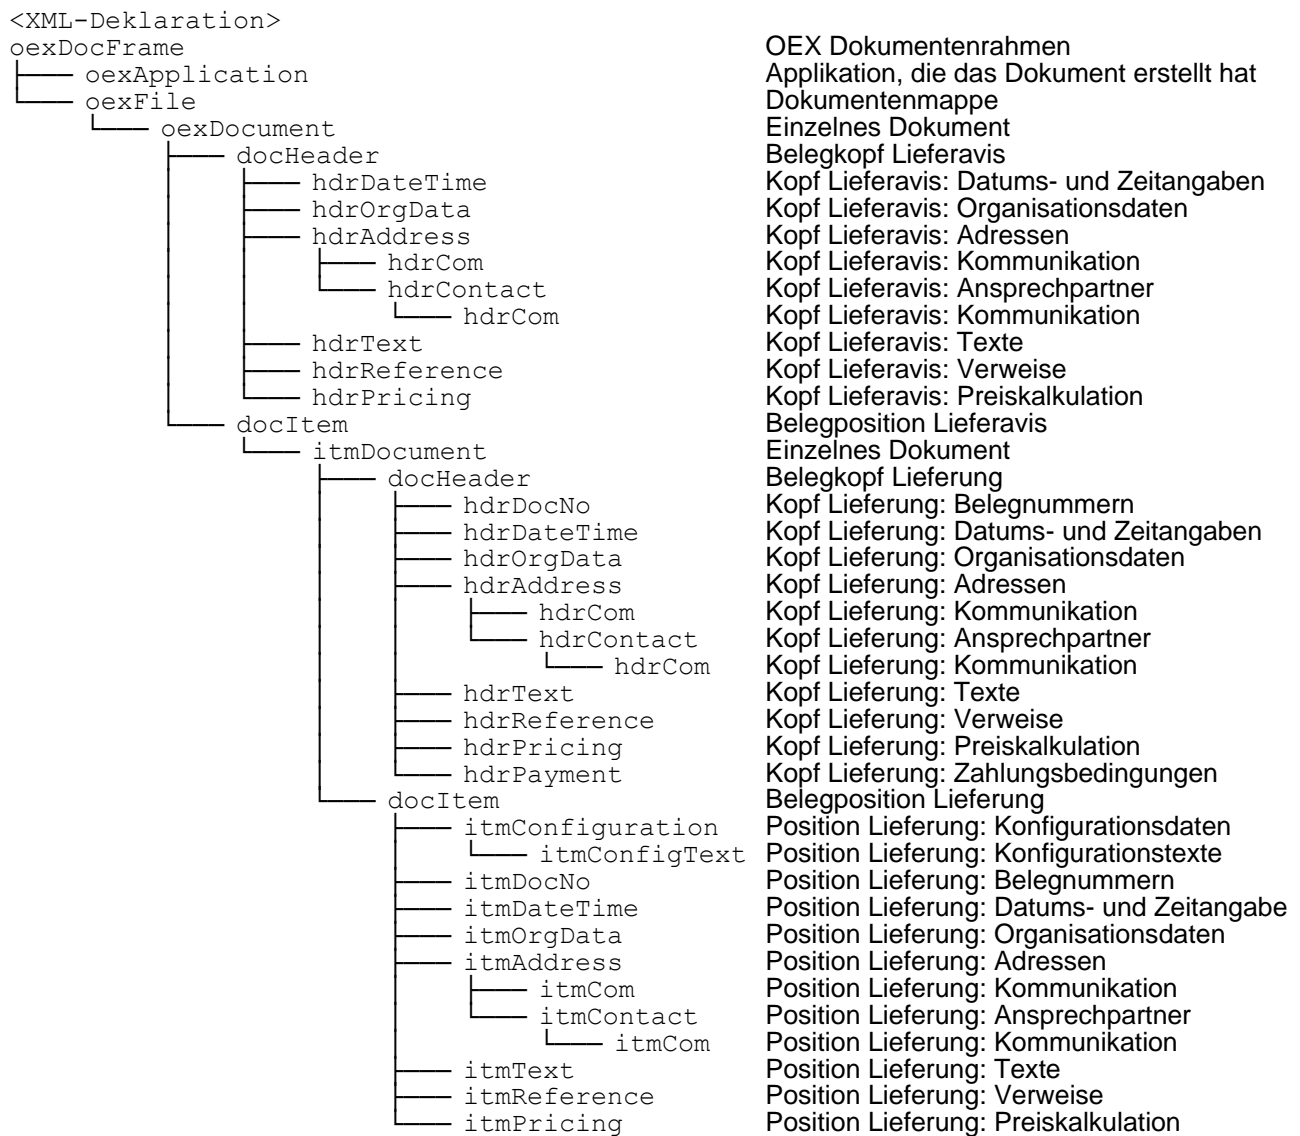 <XML-Deklaration>
oexDocFrame OEX Dokumentenrahmen
oexApplication Applikation, die das Dokument erstellt hat
oexFile Dokumentenmappe
oexDocument Einzelnes Dokument
docHeader Belegkopf Lieferavis
hdrDateTime Kopf Lieferavis: Datums- und Zeitangaben
hdrOrgData Kopf Lieferavis: Organisationsdaten
hdrAddress Kopf Lieferavis: Adressen
hdrCom Kopf Lieferavis: Kommunikation
hdrContact Kopf Lieferavis: Ansprechpartner
hdrCom Kopf Lieferavis: Kommunikation
hdrText Kopf Lieferavis: Texte
hdrReference Kopf Lieferavis: Verweise
hdrPricing Kopf Lieferavis: Preiskalkulation
docItem Belegposition Lieferavis
itmDocument Einzelnes Dokument
docHeader Belegkopf Lieferung
hdrDocNo Kopf Lieferung: Belegnummern
hdrDateTime Kopf Lieferung: Datums- und Zeitangaben
hdrOrgData Kopf Lieferung: Organisationsdaten
hdrAddress Kopf Lieferung: Adressen
hdrCom Kopf Lieferung: Kommunikation
hdrContact Kopf Lieferung: Ansprechpartner
hdrCom Kopf Lieferung: Kommunikation
hdrText Kopf Lieferung: Texte
hdrReference Kopf Lieferung: Verweise
hdrPricing Kopf Lieferung: Preiskalkulation
hdrPayment Kopf Lieferung: Zahlungsbedingungen
docItem Belegposition Lieferung
itmConfiguration Position Lieferung: Konfigurationsdaten
itmConfigText Position Lieferung: Konfigurationstexte
itmDocNo Position Lieferung: Belegnummern
itmDateTime Position Lieferung: Datums- und Zeitangabe
itmOrgData Position Lieferung: Organisationsdaten
itmAddress Position Lieferung: Adressen
itmCom Position Lieferung: Kommunikation
itmContact Position Lieferung: Ansprechpartner
itmCom Position Lieferung: Kommunikation
itmText Position Lieferung: Texte
itmReference Position Lieferung: Verweise
itmPricing Position Lieferung: Preiskalkulation